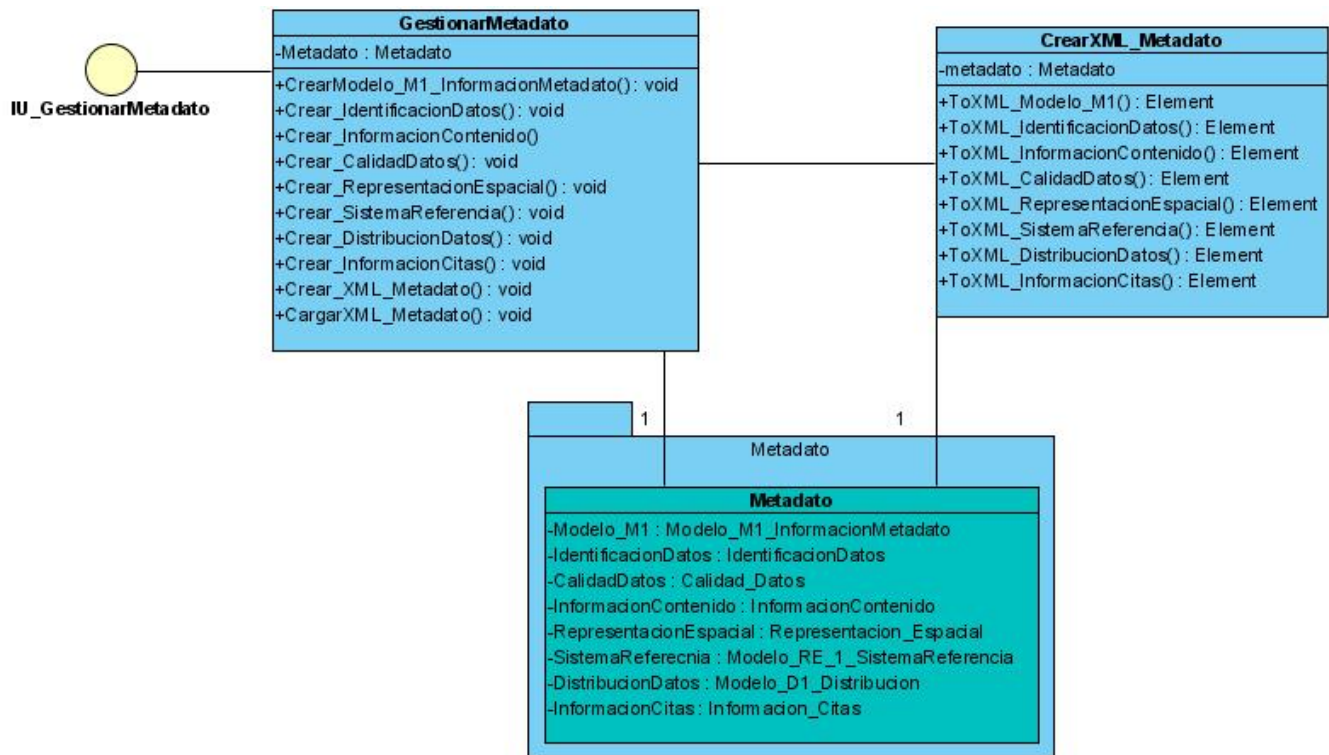 IU_GestionarMetadato
GestionarMetadato
-Metadato : Metadato
+CrearModelo_M1_InformacionMetadato() : void
+Crear_IdentificacionDatos() : void
+Crear_InformacionContenido()
+Crear_CalidadDatos() : void
+Crear_RepresentacionEspacial() : void
+Crear_SistemaReferencia() : void
+Crear_DistribucionDatos() : void
+Crear_InformacionCitas() : void
+Crear_XML_Metadato() : void
+CargarXML_Metadato() : void
CrearXML_Metadato
-metadato : Metadato
+ToXML_Modelo_M1() : Element
+ToXML_IdentificacionDatos() : Element
+ToXML_InformacionContenido() : Element
+ToXML_CalidadDatos() : Element
+ToXML_RepresentacionEspacial() : Element
+ToXML_SistemaReferencia() : Element
+ToXML_DistribucionDatos() : Element
+ToXML_InformacionCitas() : Element
1
1
Metadato
Metadato
-Modelo_M1 : Modelo_M1_InformacionMetadato
-IdentificacionDatos : IdentificacionDatos
-CalidadDatos : Calidad_Datos
-InformacionContenido : InformacionContenido
-RepresentacionEspacial : Representacion_Espacial
-SistemaReferecnia : Modelo_RE_1_SistemaReferencia
-DistribucionDatos : Modelo_D1_Distribucion
-InformacionCitas : Informacion_Citas